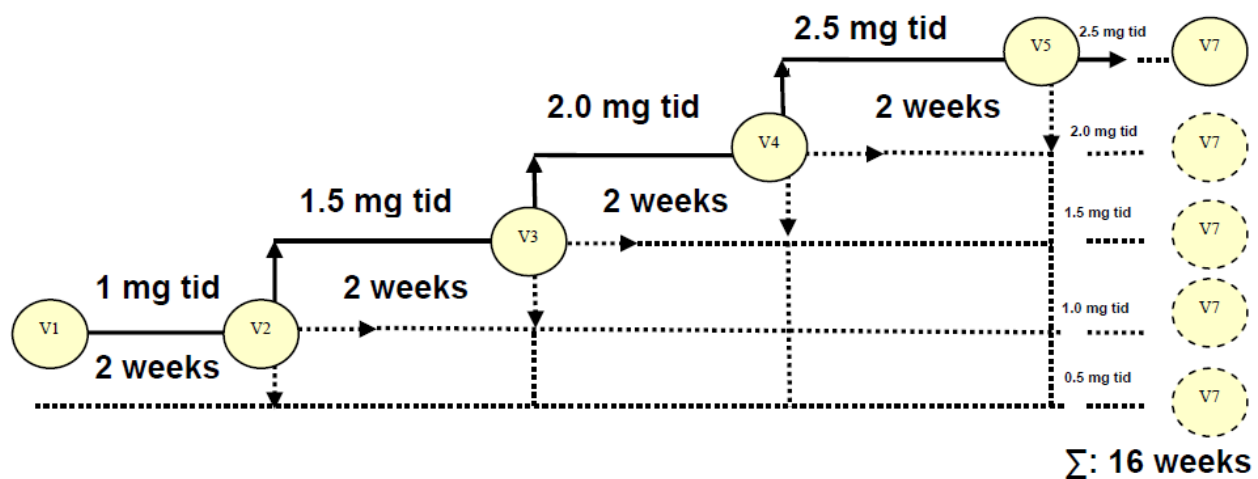 2.5 mg tid
V5
2.5 mg tid
V7
2.0 mg tid
V4
2 weeks
2.0 mg tid
V7
1.5 mg tid
V3
2 weeks
1.5 mg tid
V7
1 mg tid
V1
V2
2 weeks
1.0 mg tid
V7
2 weeks
0.5 mg tid
V7
∑: 16 weeks